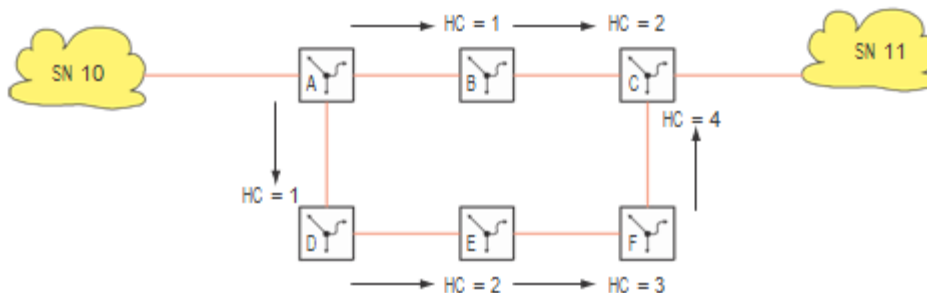 HC = 1
HC = 2
SN 10
SN 11
A
B
C
HC = 4
HC = 1
D
E
F
HC = 2
HC = 3